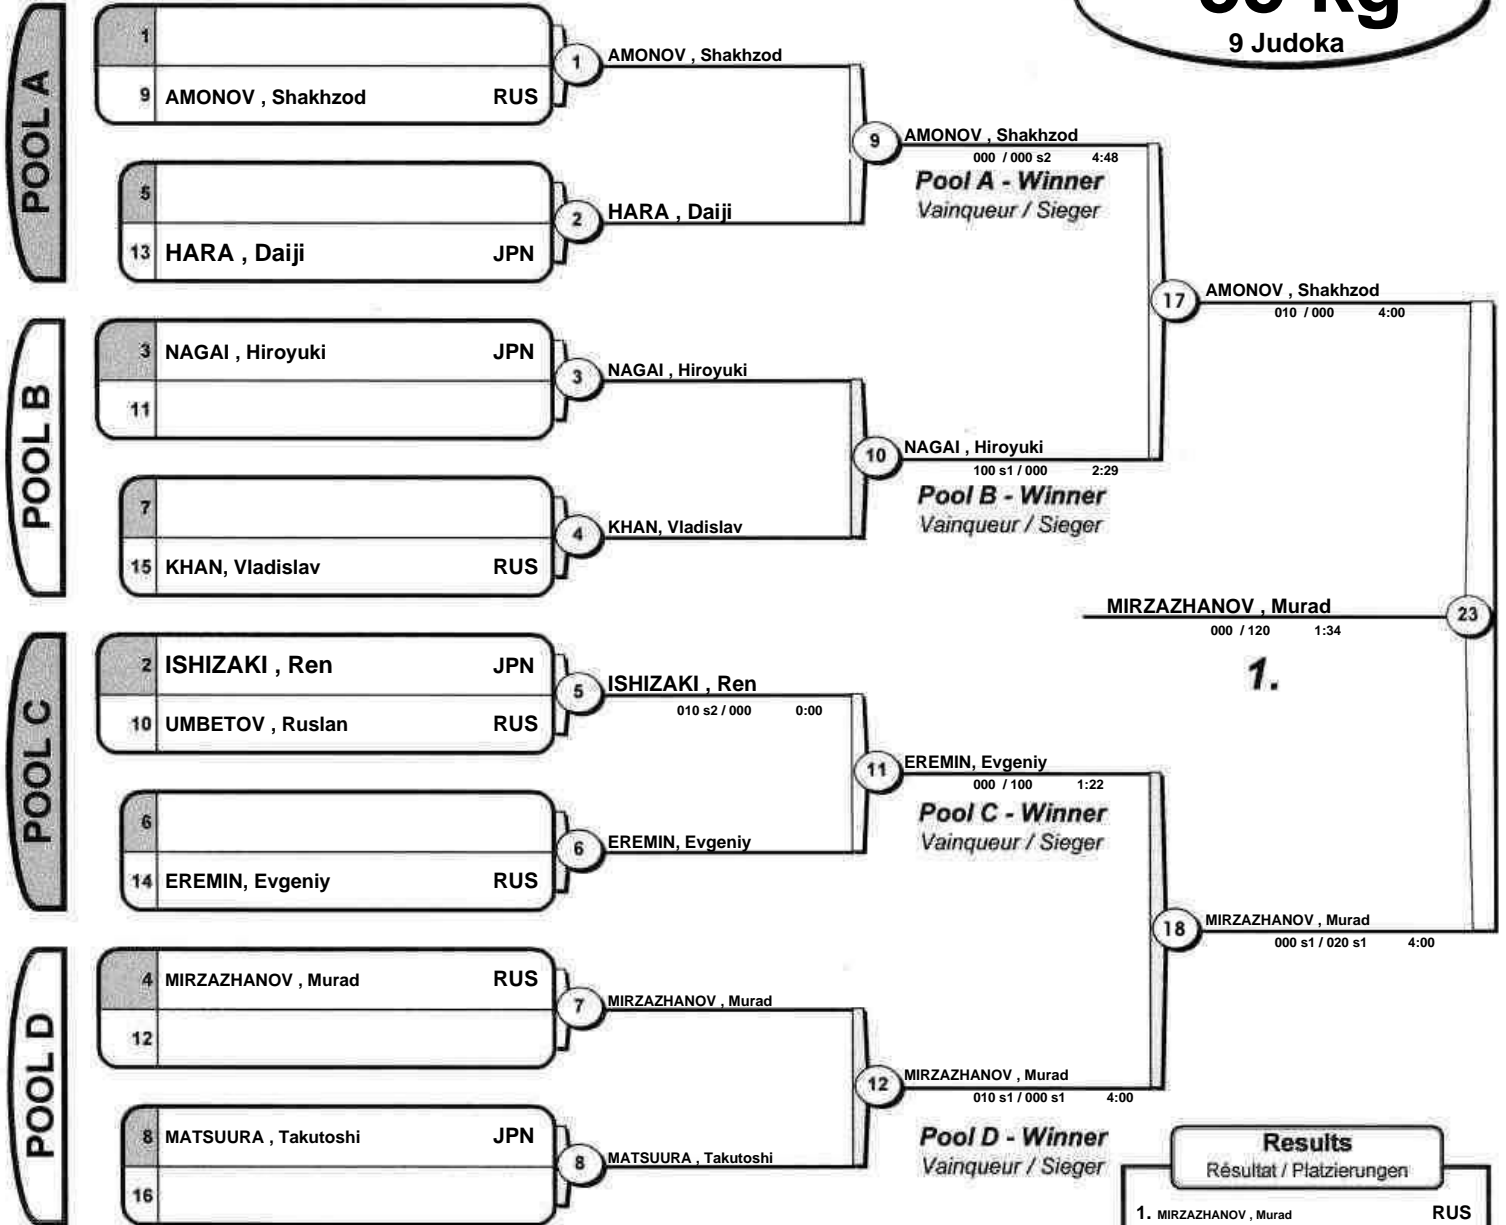 kg
9 Judoka
POOL A
1
9 AMONOV , Shakhzod RUS
1 AMONOV , Shakhzod
5
13 HARA , Daiji JPN
2 HARA , Daiji
9 AMONOV , Shakhzod
000 / 000 s2 4:48
Pool A - Winner
Vainqueur / Sieger
17 AMONOV , Shakhzod
010 / 000 4:00
POOL B
3 NAGAI , Hiroyuki JPN
11
3 NAGAI , Hiroyuki
7
15 KHAN, Vladislav RUS
4 KHAN, Vladislav
10 NAGAI , Hiroyuki
100 s1 / 000 2:29
Pool B - Winner
Vainqueur / Sieger
MIRZAZHANOV , Murad 23
000 / 120 1:34
1.
POOL C
2 ISHIZAKI , Ren JPN
10 UMBETOV , Ruslan RUS
5 ISHIZAKI , Ren
010 s2 / 000 0:00
6
14 EREMIN, Evgeniy RUS
6 EREMIN, Evgeniy
11 EREMIN, Evgeniy
000 / 100 1:22
Pool C - Winner
Vainqueur / Sieger
18 MIRZAZHANOV , Murad
000 s1 / 020 s1 4:00
POOL D
4 MIRZAZHANOV , Murad RUS
12
7 MIRZAZHANOV , Murad
8 MATSUURA , Takutoshi JPN
16
8 MATSUURA , Takutoshi
12 MIRZAZHANOV , Murad
010 s1 / 000 s1 4:00
Pool D - Winner
Vainqueur / Sieger
Results
Résultat / Platzierungen
1. MIRZAZHANOV , Murad RUS